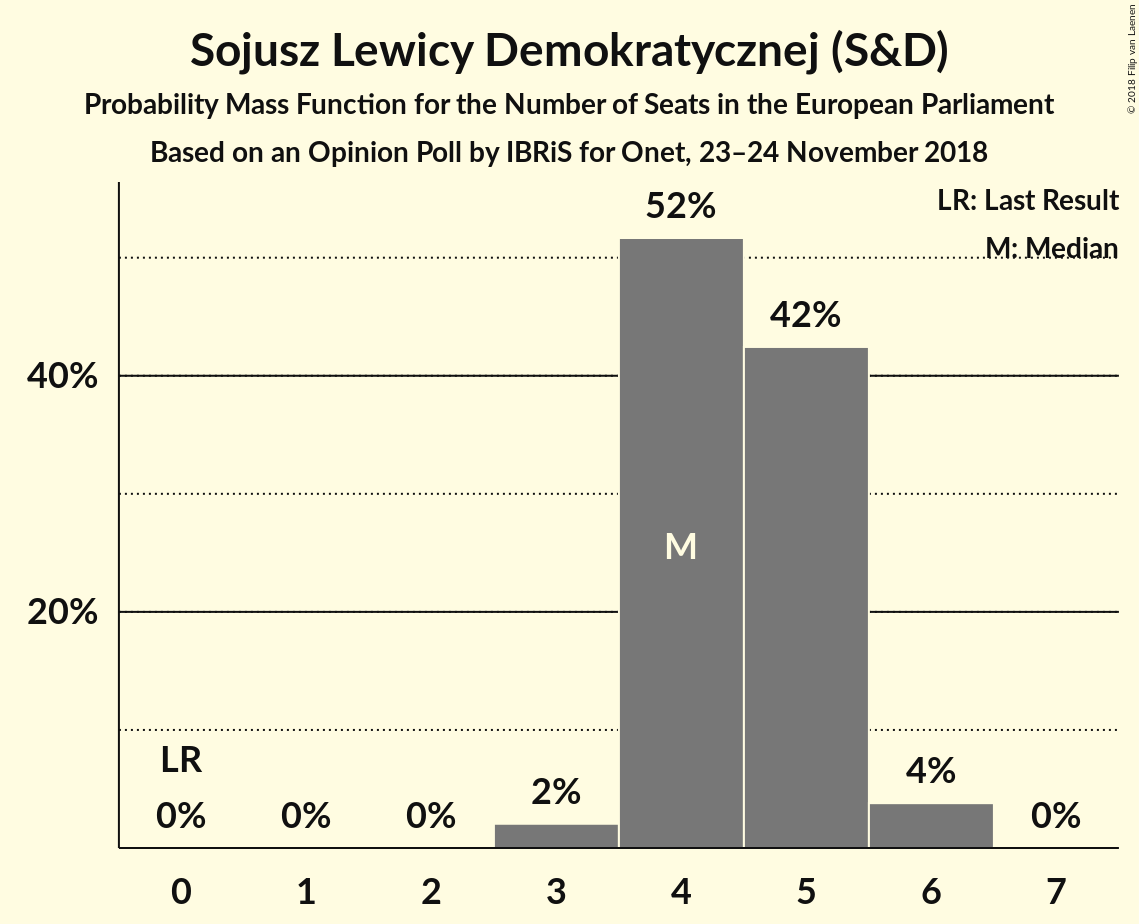 Sojusz Lewicy Demokratycznej (S&D)
Probability Mass Function for the Number of Seats in the European Parliament
Based on an Opinion Poll by IBRiS for Onet, 23–24 November 2018
© 2018 Filip van Laenen
LR: Last Result
M: Median
52%
42%
40%
M
20%
LR
4%
2%
0% 0% 0% 0%
0 1 2 3 4 5 6 7